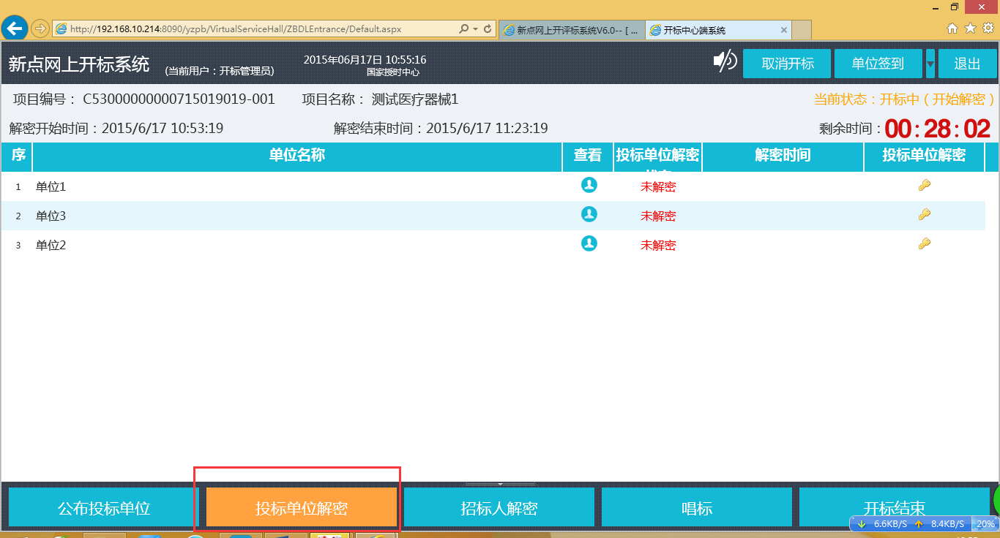 http://192.168.10.214:8090/yzpb/VirtualServiceHall/ZBDLEntrance/Default.aspx
新点网上开评标系统V6.0-- [ ...
开标中心端系统
新点网上开标系统 (当前用户：开标管理员)
2015年06月17日 10:55:16
国家授时中心
取消开标 单位签到 退出
项目编号： C53000000000715019019-001 项目名称： 测试医疗器械1 当前状态：开标中 ( 开始解密 )
解密开始时间：2015/6/17 10:53:19 解密结束时间：2015/6/17 11:23:19 剩余时间：00:28:02
序 单位名称 查看 投标单位解密 解密时间 投标单位解密
1 单位1 未解密
2 单位3 未解密
3 单位2 未解密
公布投标单位 投标单位解密 招标人解密 唱标 开标结束
6.6KB/S 8.4KB/S 20%